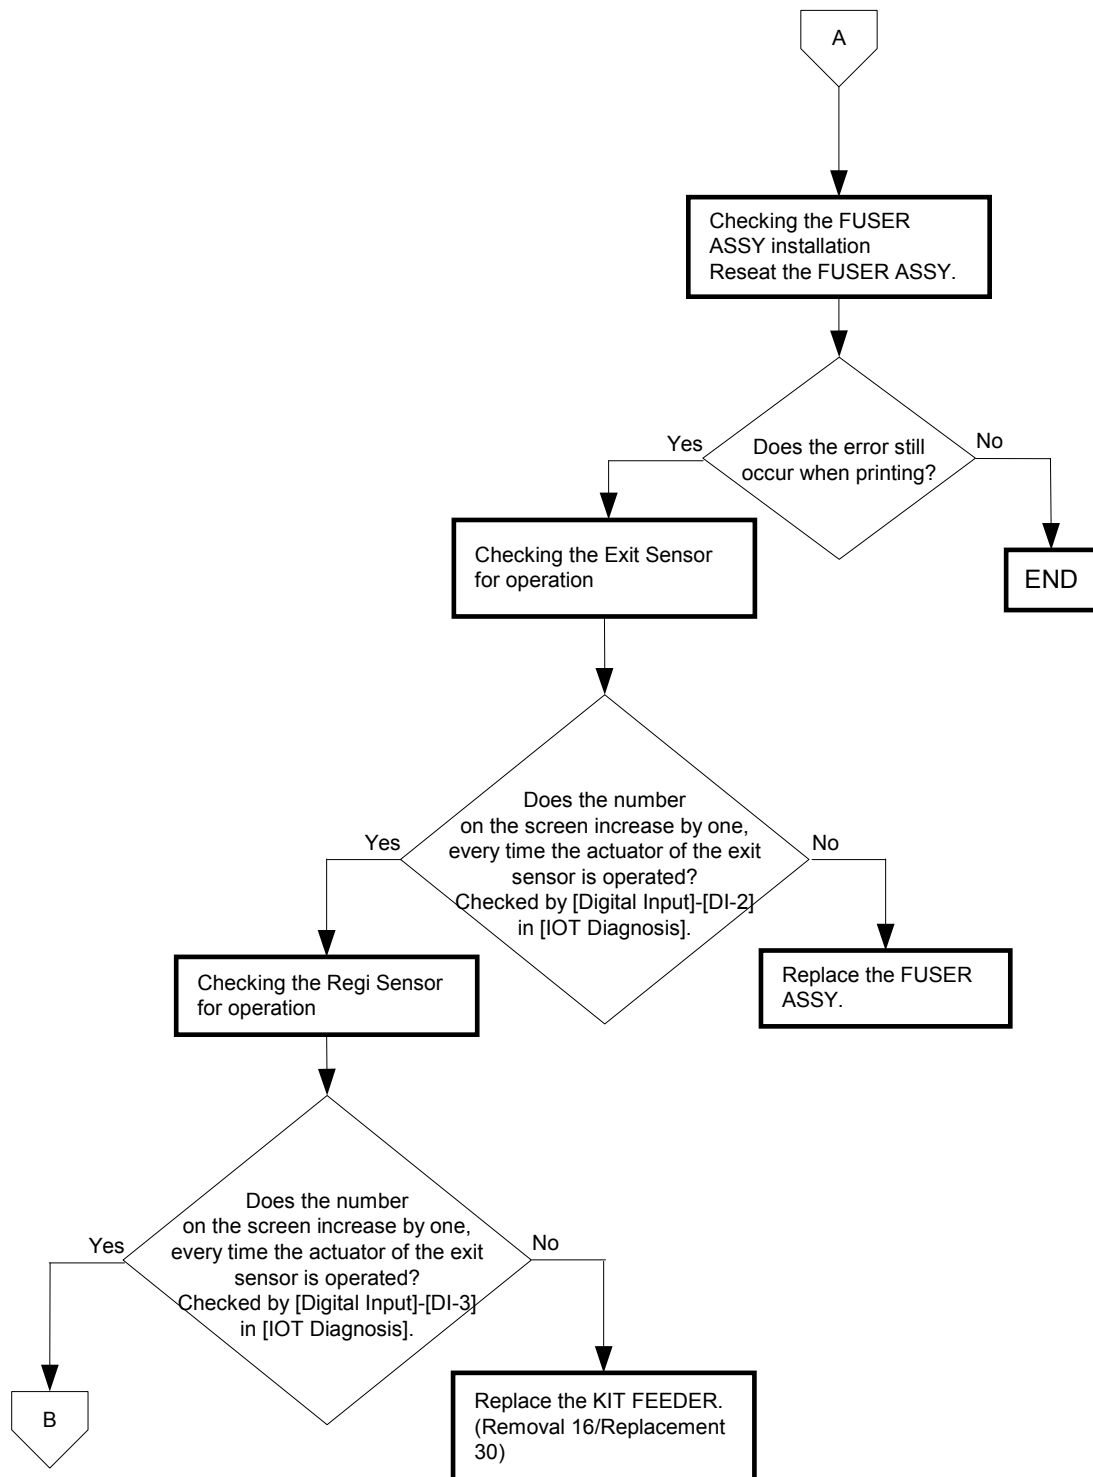 A
Checking the FUSER
ASSY installation
Reseat the FUSER ASSY.
Does the error still
occur when printing?
Yes
No
Checking the Exit Sensor
for operation
END
Does the number
on the screen increase by one,
every time the actuator of the exit
sensor is operated?
Checked by [Digital Input]-[DI-2]
in [IOT Diagnosis].
Yes
No
Checking the Regi Sensor
for operation
Replace the FUSER
ASSY.
Does the number
on the screen increase by one,
every time the actuator of the exit
sensor is operated?
Checked by [Digital Input]-[DI-3]
in [IOT Diagnosis].
Yes
No
B
Replace the KIT FEEDER.
(Removal 16/Replacement
30)